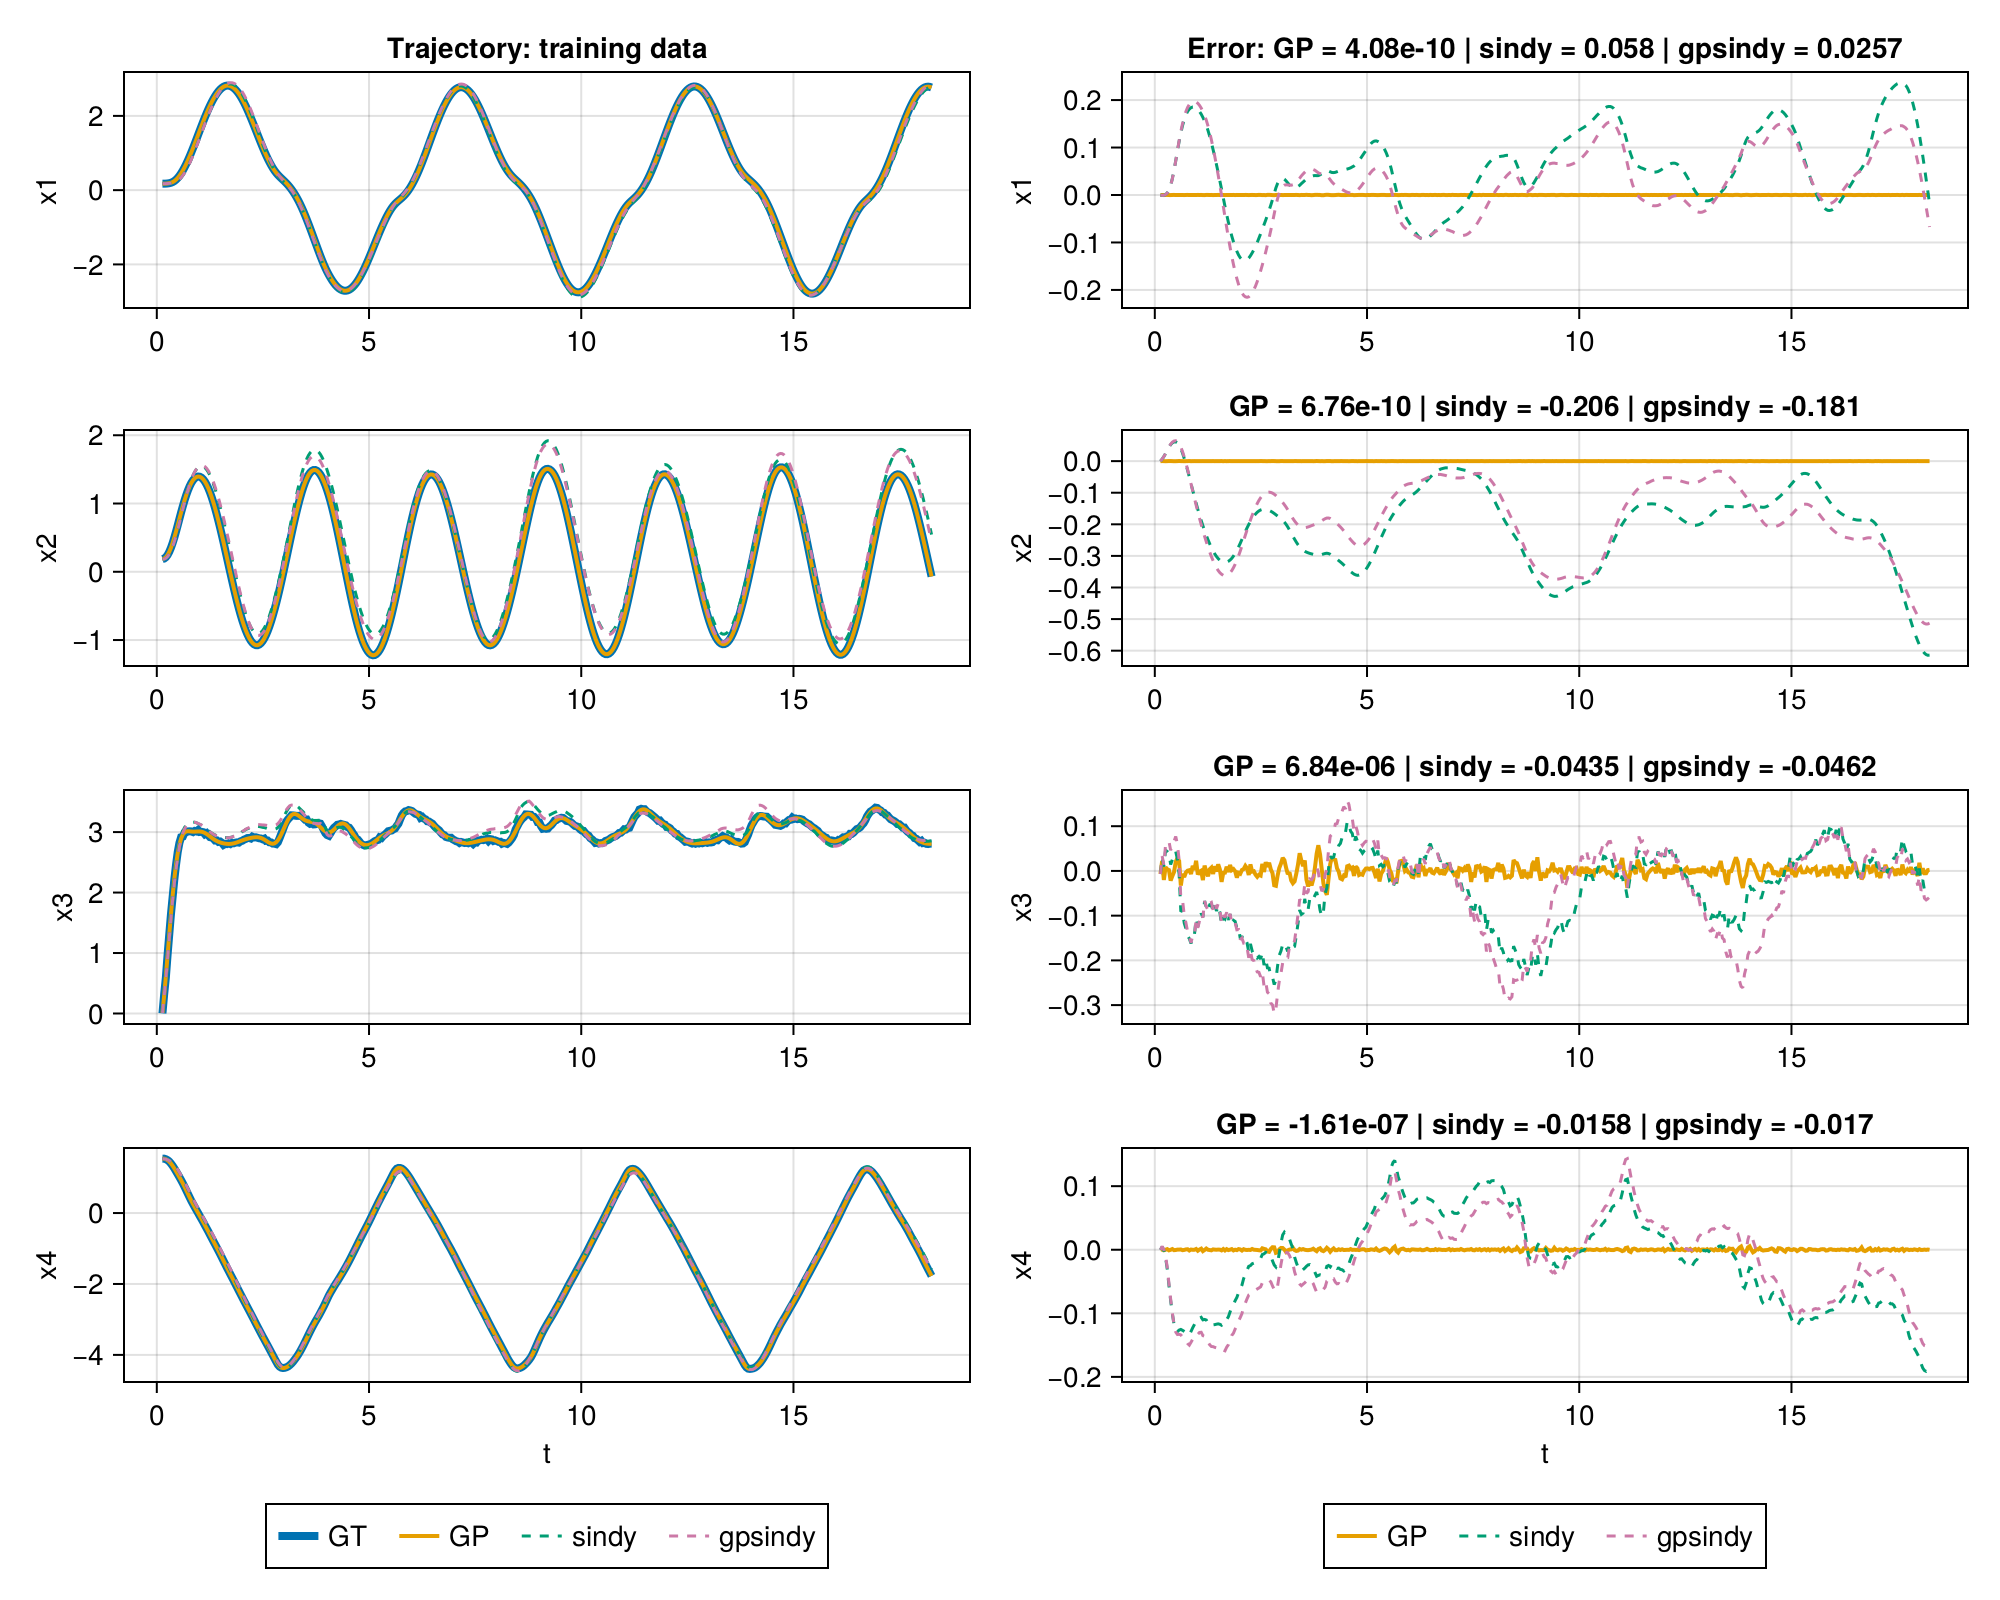 Trajectory: training data
x1
2
0
−2
0 5 10 15
Error: GP = 4.08e-10 | sindy = 0.058 | gpsindy = 0.0257
x1
0.2
0.1
0.0
−0.1
−0.2
0 5 10 15
x2
2
1
0
−1
0 5 10 15
GP = 6.76e-10 | sindy = -0.206 | gpsindy = -0.181
x2
0.0
−0.1
−0.2
−0.3
−0.4
−0.5
−0.6
0 5 10 15
x3
3
2
1
0
0 5 10 15
GP = 6.84e-06 | sindy = -0.0435 | gpsindy = -0.0462
x3
0.1
0.0
−0.1
−0.2
−0.3
0 5 10 15
x4
0
−2
−4
0 5 10 15
t
GP = -1.61e-07 | sindy = -0.0158 | gpsindy = -0.017
x4
0.1
0.0
−0.1
−0.2
0 5 10 15
t
GT GP sindy gpsindy
GP sindy gpsindy